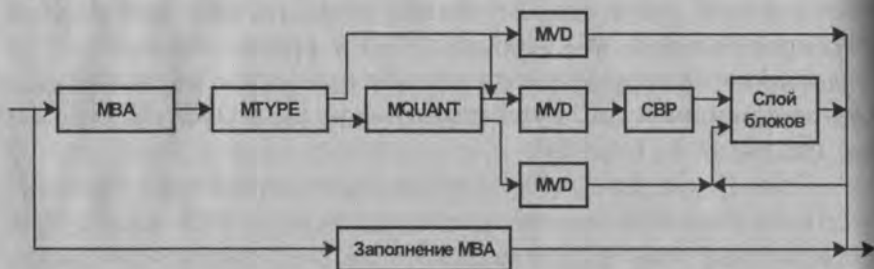 MVD
MBA
MTYPE
MQUANT
MVD
CBP
Слой
блоков
MVD
Заполнение MBA